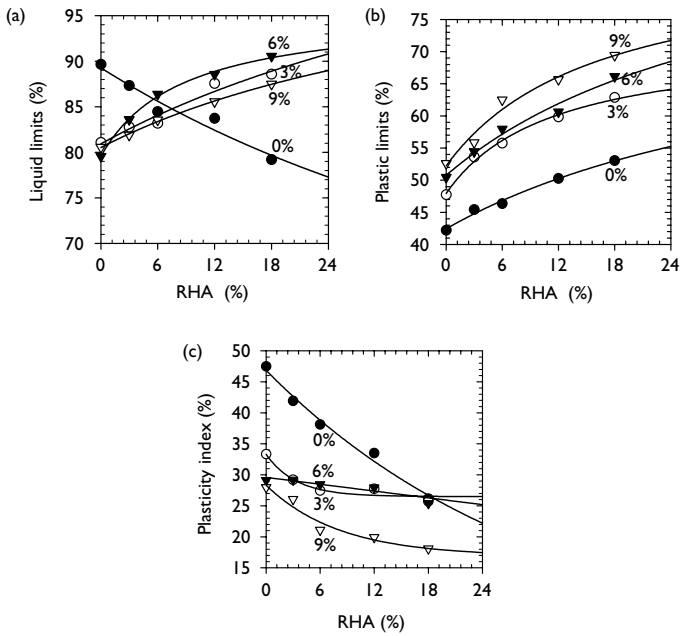 (a)
95
90
85
80
75
70
Liquid limits (%)
6%
3%
9%
0%
0 6 12 18 24
RHA (%)
(b)
75
70
65
60
55
50
45
40
Plastic limits (%)
9%
6%
3%
0%
0 6 12 18 24
RHA (%)
(c)
50
45
40
35
30
25
20
15
Plasticity index (%)
0%
6%
3%
9%
0 6 12 18 24
RHA (%)